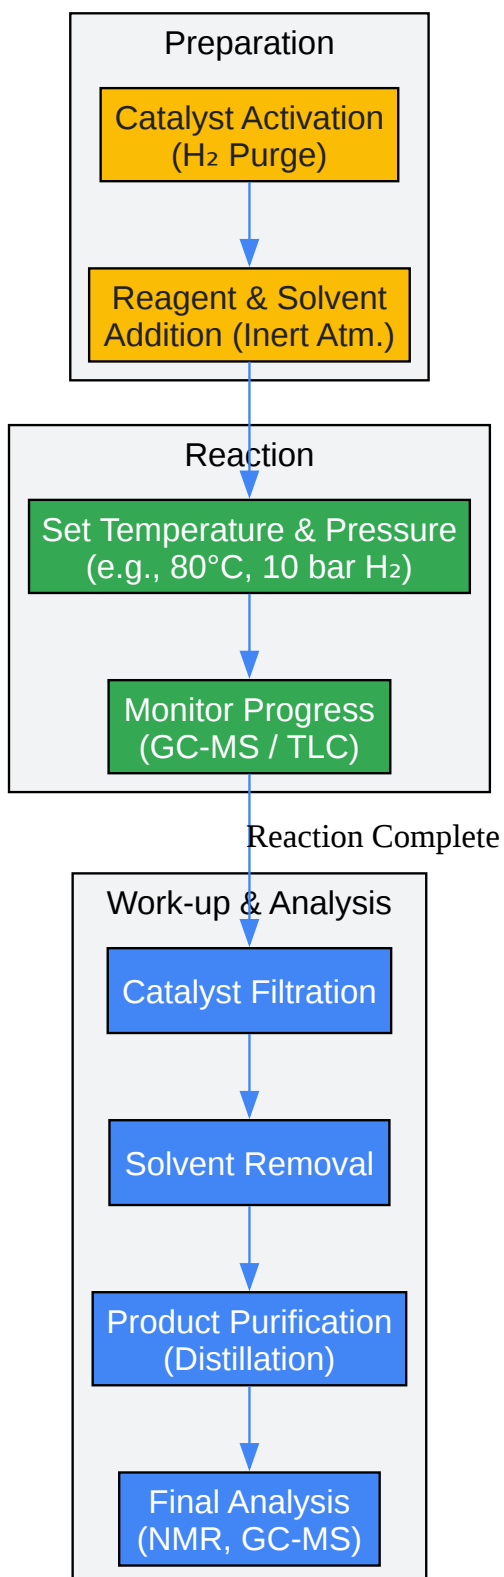 Preparation
Catalyst Activation
(H₂ Purge)
Reagent & Solvent
Addition (Inert Atm.)
Reaction
Set Temperature & Pressure
(e.g., 80°C, 10 bar H₂)
Monitor Progress
(GC-MS / TLC)
Reaction Complete
Work-up & Analysis
Catalyst Filtration
Solvent Removal
Product Purification
(Distillation)
Final Analysis
(NMR, GC-MS)